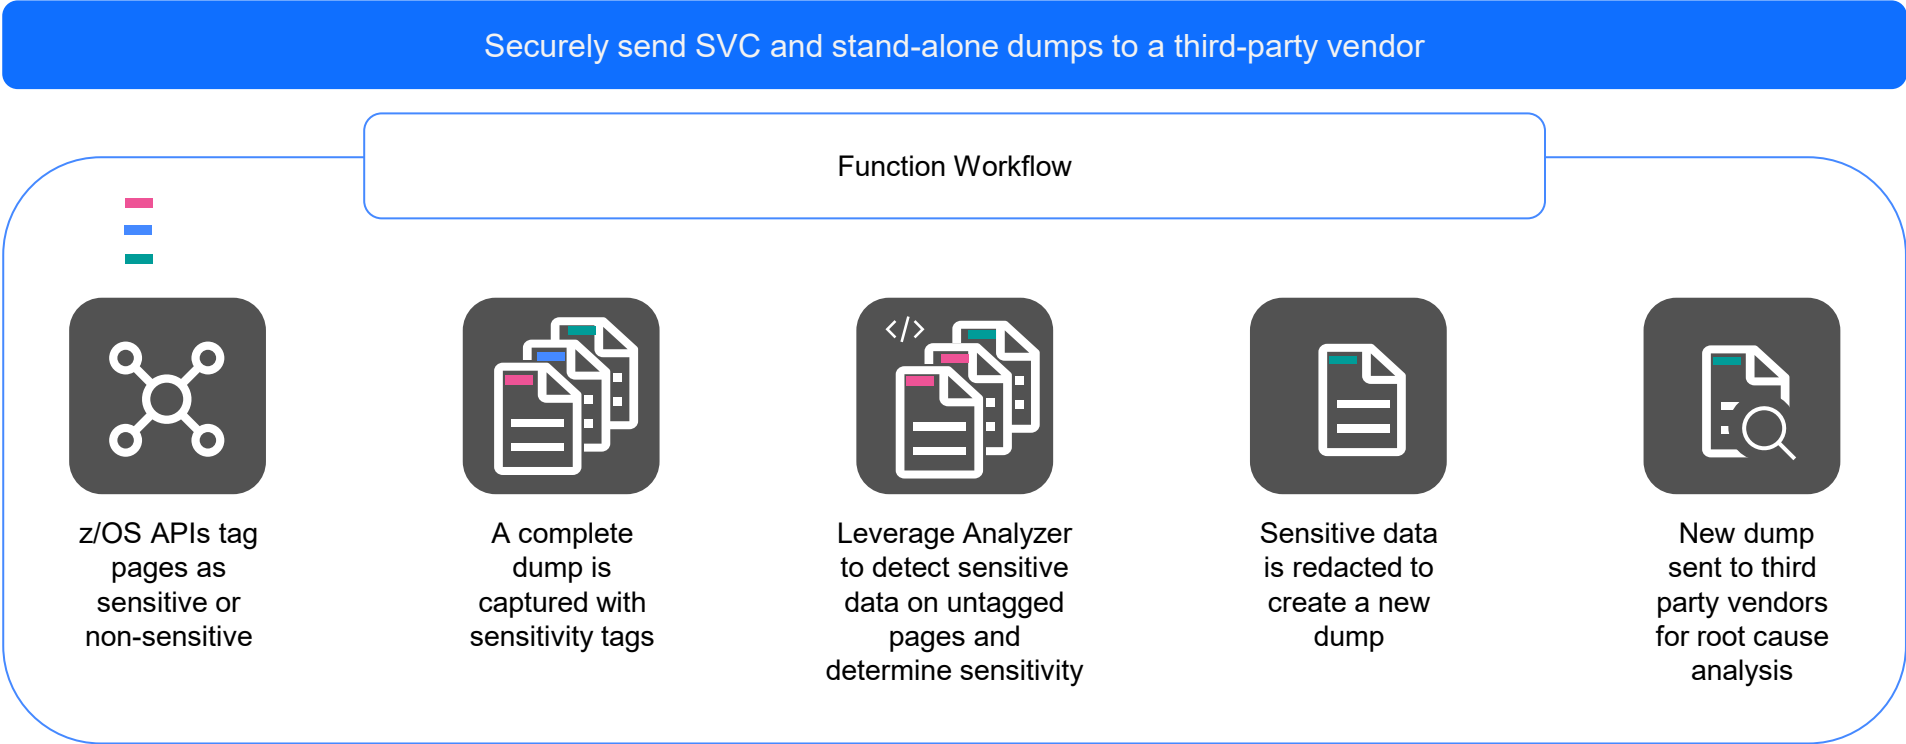 Securely send SVC and stand-alone dumps to a third-party vendor
Function Workflow
</>
z/OS APIs tag
pages as
sensitive or
non-sensitive
A complete
dump is
captured with
sensitivity tags
Leverage Analyzer
to detect sensitive
data on untagged
pages and
determine sensitivity
Sensitive data
is redacted to
create a new
dump
New dump
sent to third
party vendors
for root cause
analysis